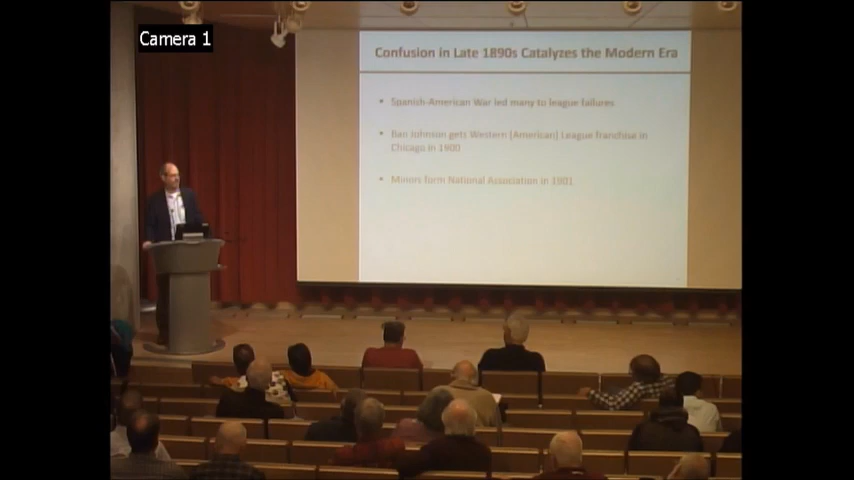 Camera 1
Confusion in Late 1890s Catalyzes the Modern Era
• Spanish-American War led many to league failures
• Ban Johnson gets Western (American) League franchise in
Chicago in 1900
• Minors form National Association in 1901